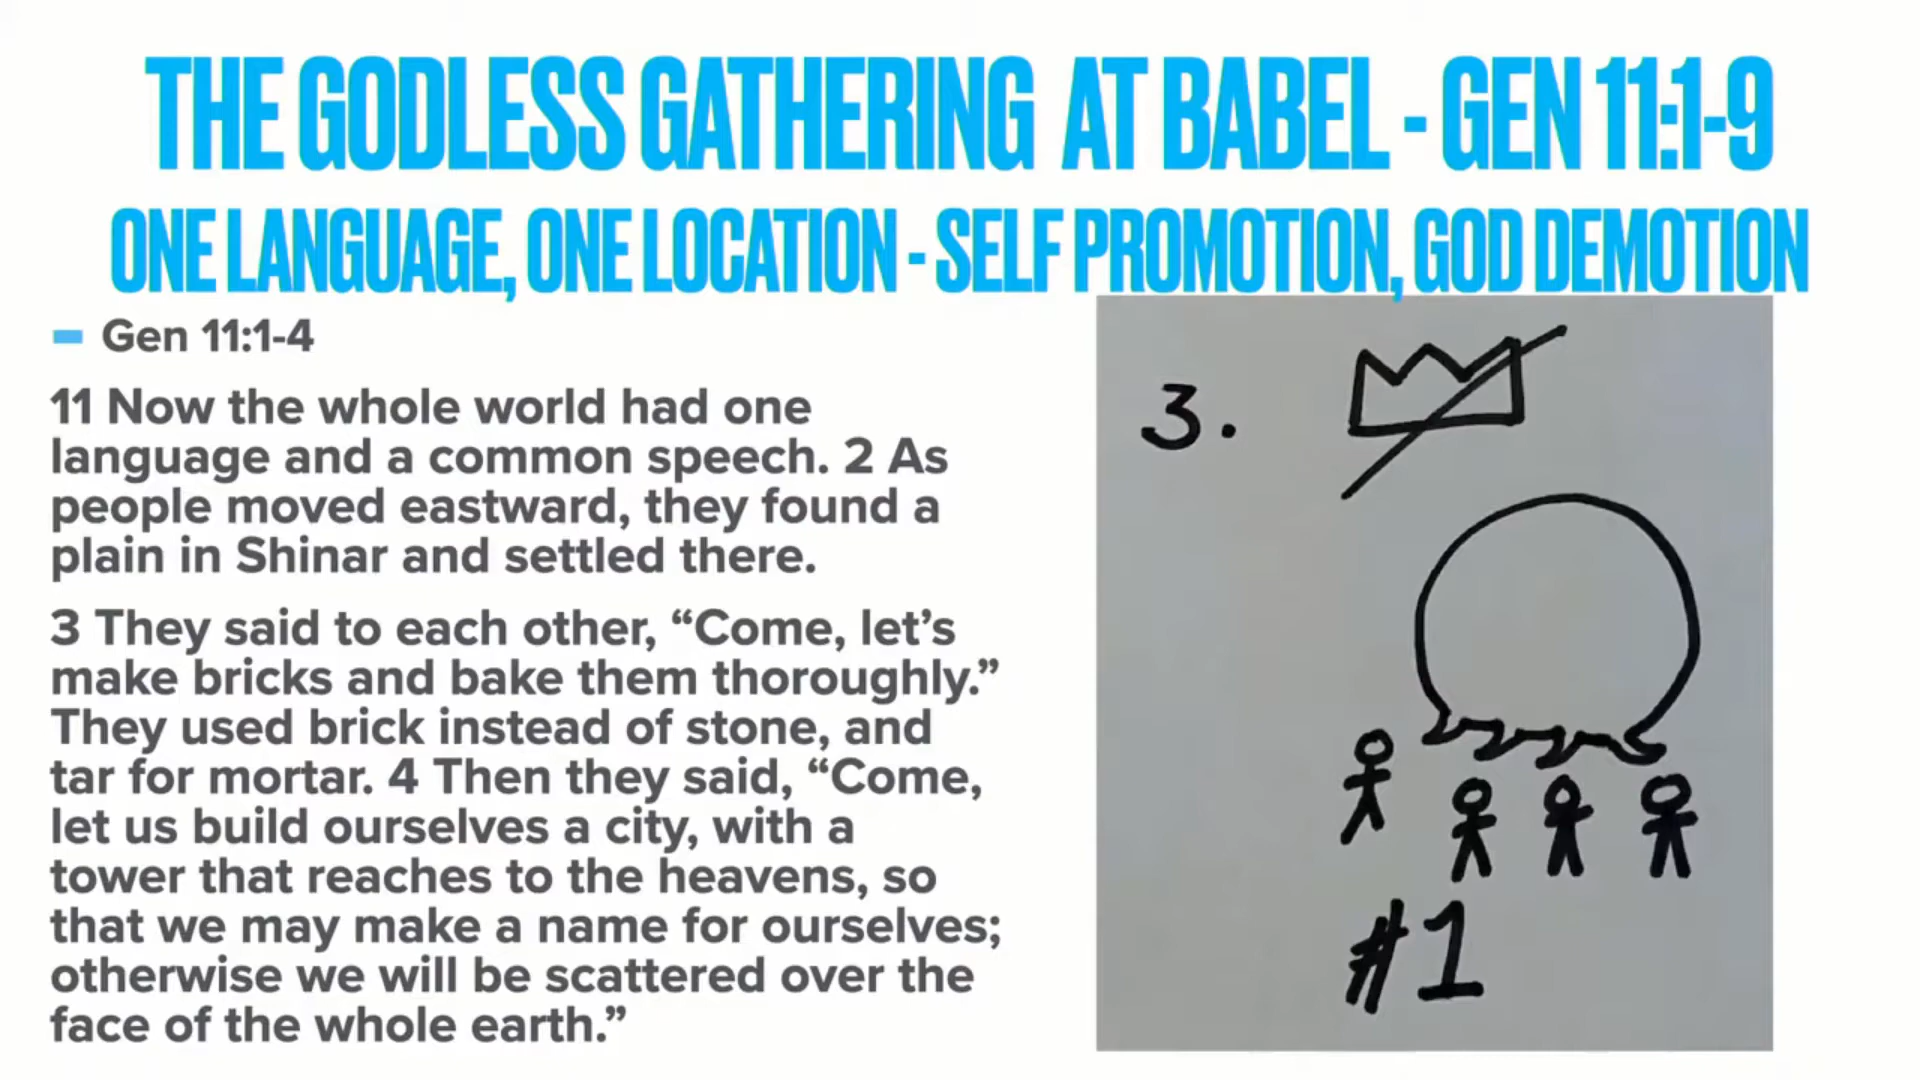 THE GODLESS GATHERING AT BABEL - GEN 11:1-9
ONE LANGUAGE, ONE LOCATION - SELF PROMOTION, GOD DEMOTION
Gen 11:1-4
11 Now the whole world had one
language and a common speech. 2 As
people moved eastward, they found a
plain in Shinar and settled there.
3 They said to each other, “Come, let’s
make bricks and bake them thoroughly.”
They used brick instead of stone, and
tar for mortar. 4 Then they said, “Come,
let us build ourselves a city, with a
tower that reaches to the heavens, so
that we may make a name for ourselves;
otherwise we will be scattered over the
face of the whole earth.”
3.
#1